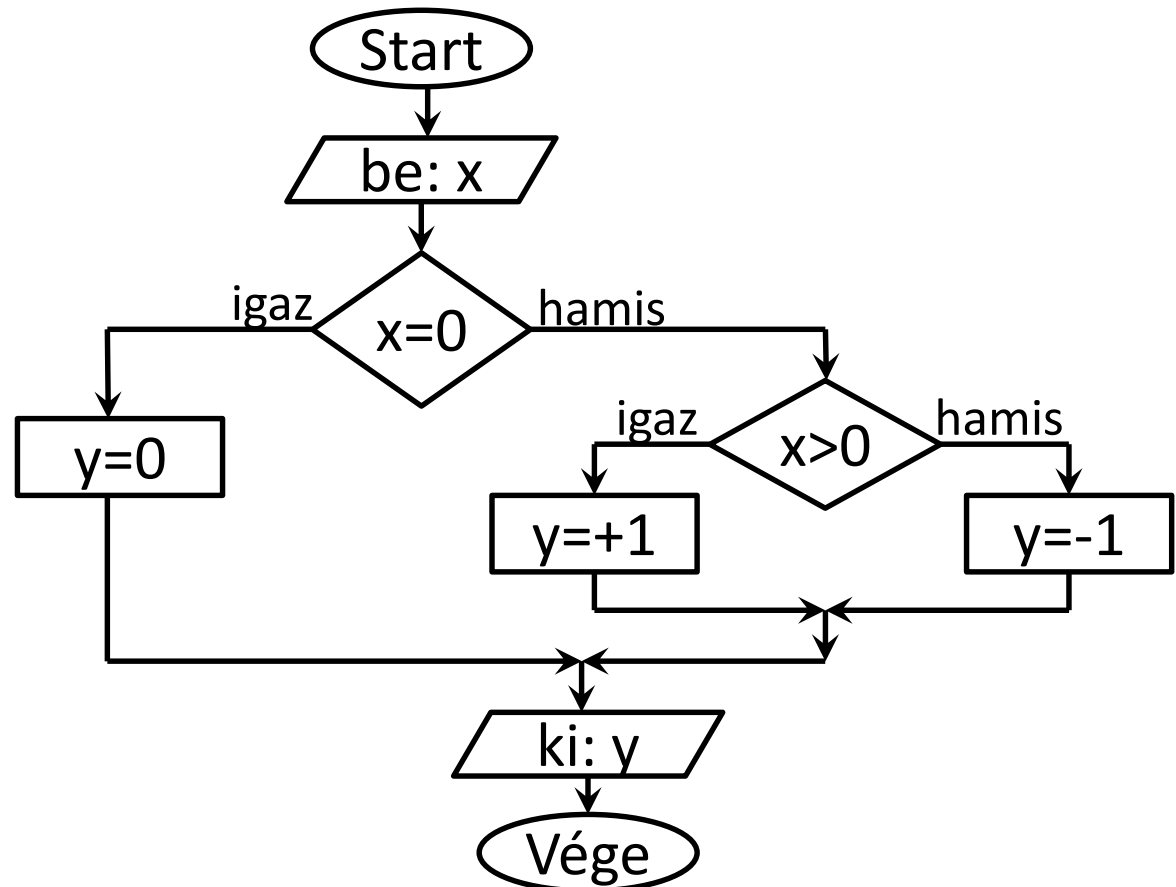 Start
be: x
igaz
hamis
x=0
igaz
hamis
x>0
y=0
y=+1
y=-1
ki: y
Vége